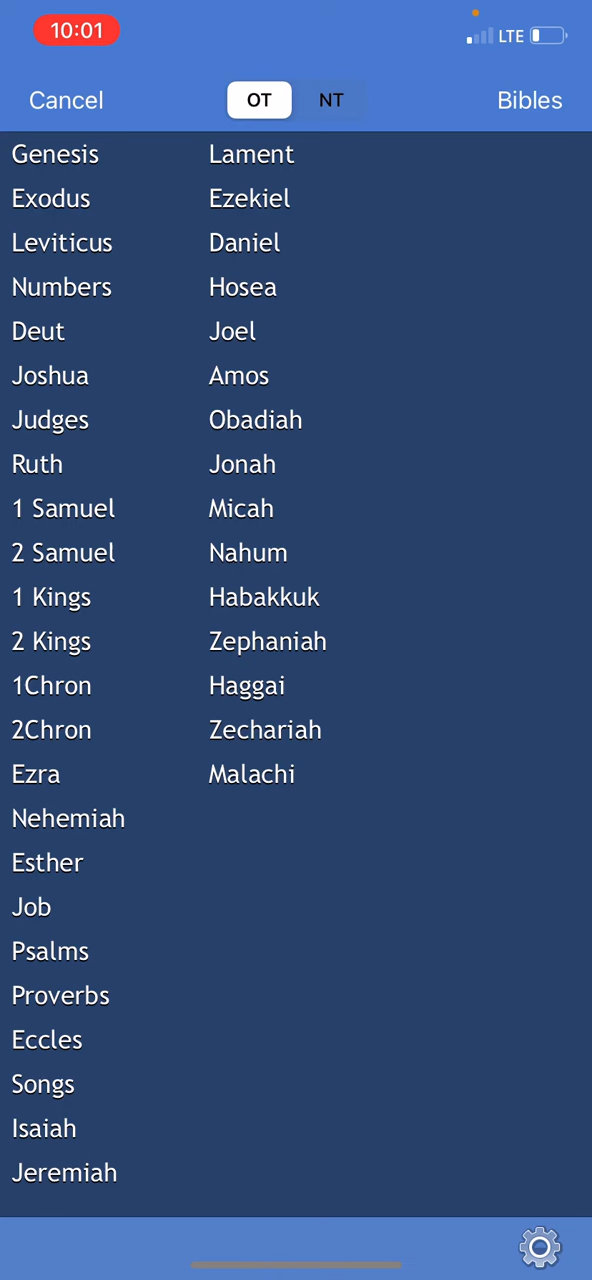 10:01
LTE
Cancel
OT
NT
Bibles
Genesis
Exodus
Leviticus
Numbers
Deut
Joshua
Judges
Ruth
1 Samuel
2 Samuel
1 Kings
2 Kings
1Chron
2Chron
Ezra
Nehemiah
Esther
Job
Psalms
Proverbs
Eccles
Songs
Isaiah
Jeremiah
Lament
Ezekiel
Daniel
Hosea
Joel
Amos
Obadiah
Jonah
Micah
Nahum
Habakkuk
Zephaniah
Haggai
Zechariah
Malachi